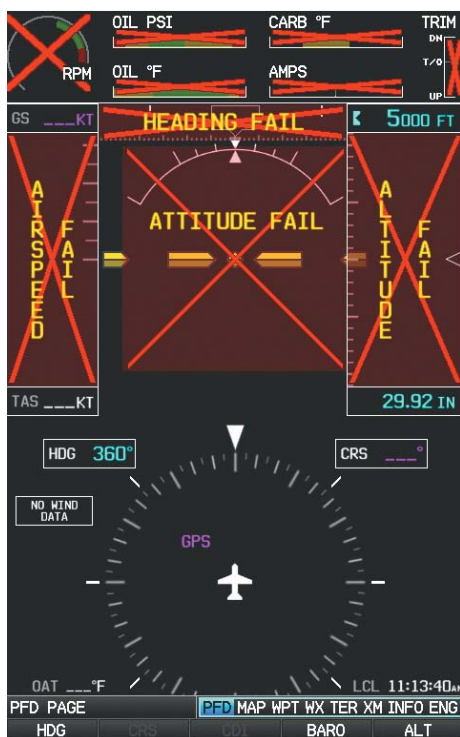 OIL PSI
CARB °F
TRIM
DN
T/O
UP
RPM
OIL °F
AMPS
GS ___KT
HEADING FAIL
5000 FT
AIRSPEED FAIL
ATTITUDE FAIL
ALTITUDE FAIL
TAS ___KT
29.92 IN
HDG 360°
CRS ___°
NO WIND
DATA
GPS
OAT ___°F
LCL 11:13:40AM
PFD PAGE
PFD MAP WPT WX TER XM INFO ENG
HDG
CRS
CDI
BARO
ALT